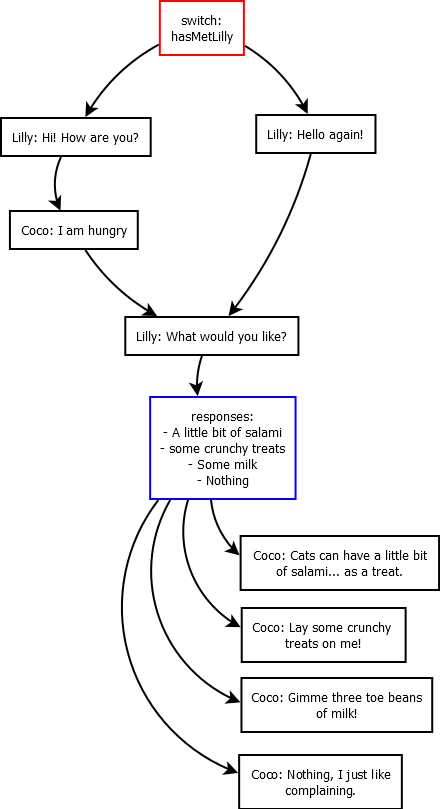 switch:
hasMetLilly
Lilly: Hi! How are you?
Lilly: Hello again!
Coco: I am hungry
Lilly: What would you like?
responses:
- A little bit of salami
- some crunchy treats
- Some milk
- Nothing
Coco: Cats can have a little bit
of salami... as a treat.
Coco: Lay some crunchy
treats on me!
Coco: Gimme three toe beans
of milk!
Coco: Nothing, I just like
complaining.